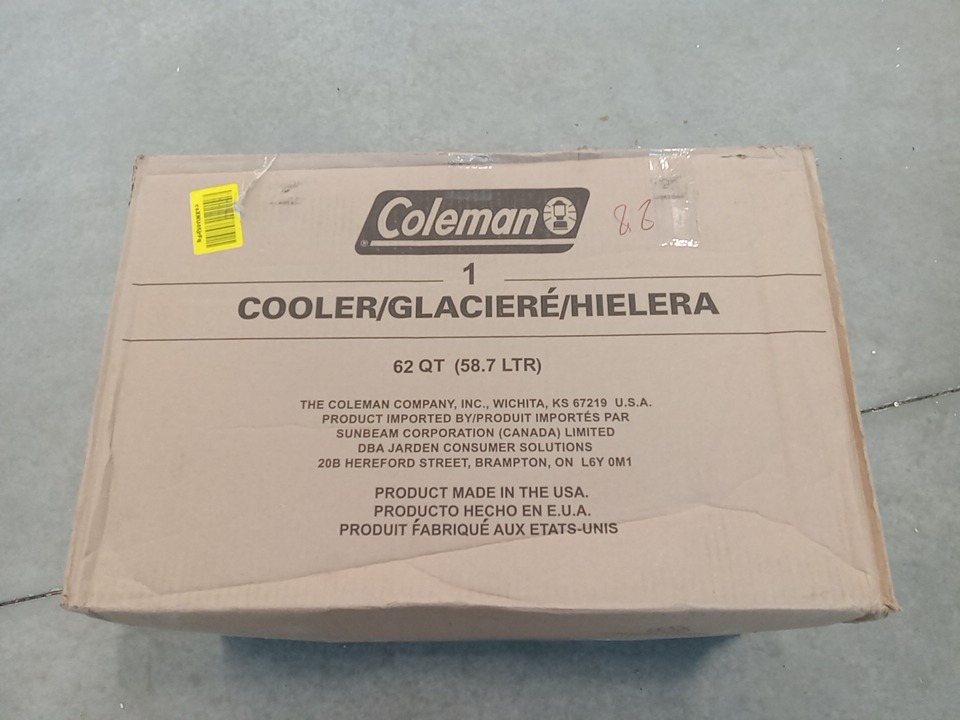 Coleman
®
88
1
COOLER/GLACIERÉ/HIELERA
62 QT (58.7 LTR)
THE COLEMAN COMPANY, INC., WICHITA, KS 67219 U.S.A.
PRODUCT IMPORTED BY/PRODUIT IMPORTÉS PAR
SUNBEAM CORPORATION (CANADA) LIMITED
DBA JARDEN CONSUMER SOLUTIONS
20B HEREFORD STREET, BRAMPTON, ON L6Y 0M1
PRODUCT MADE IN THE USA.
PRODUCTO HECHO EN E.U.A.
PRODUIT FABRIQUÉ AUX ETATS-UNIS